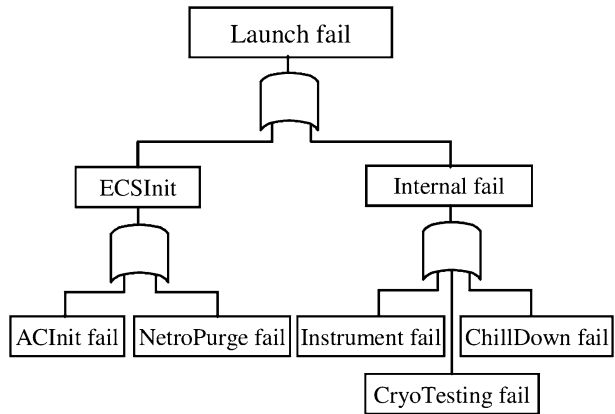 Launch fail
ECSInit
Internal fail
ACInit fail
NetroPurge fail
Instrument fail
ChillDown fail
CryoTesting fail